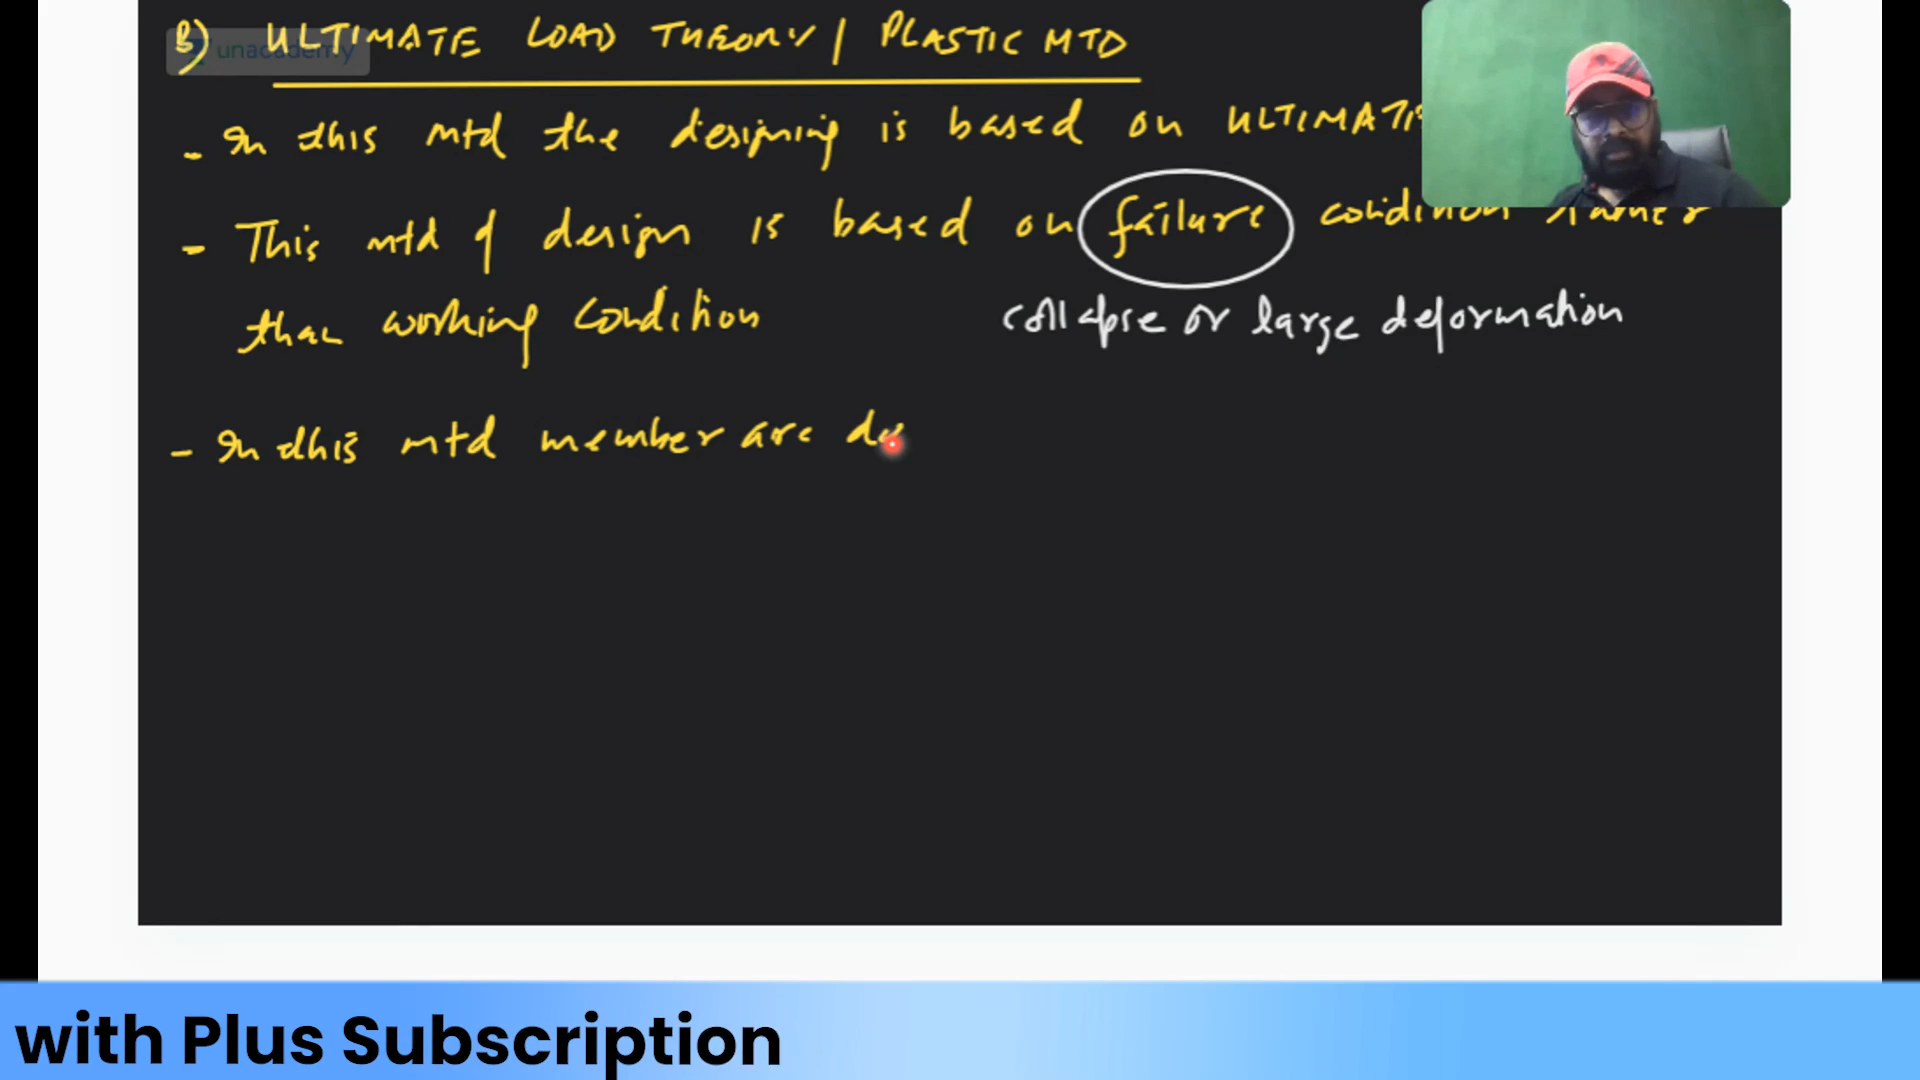 B) ULTIMATE LOAD THEORY / PLASTIC MTD
unacademy
- In this mtd the designing is based on ULTIMATE
- This mtd of design is based on failure condition rather
than working condition
collapse or large deformation
- In this mtd member are de
with Plus Subscription